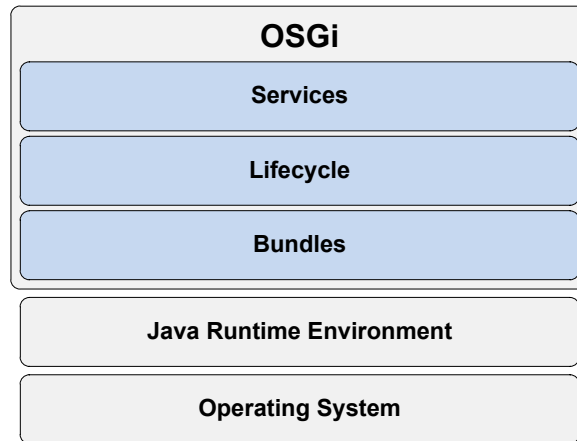 OSGi
Services
Lifecycle
Bundles
Java Runtime Environment
Operating System